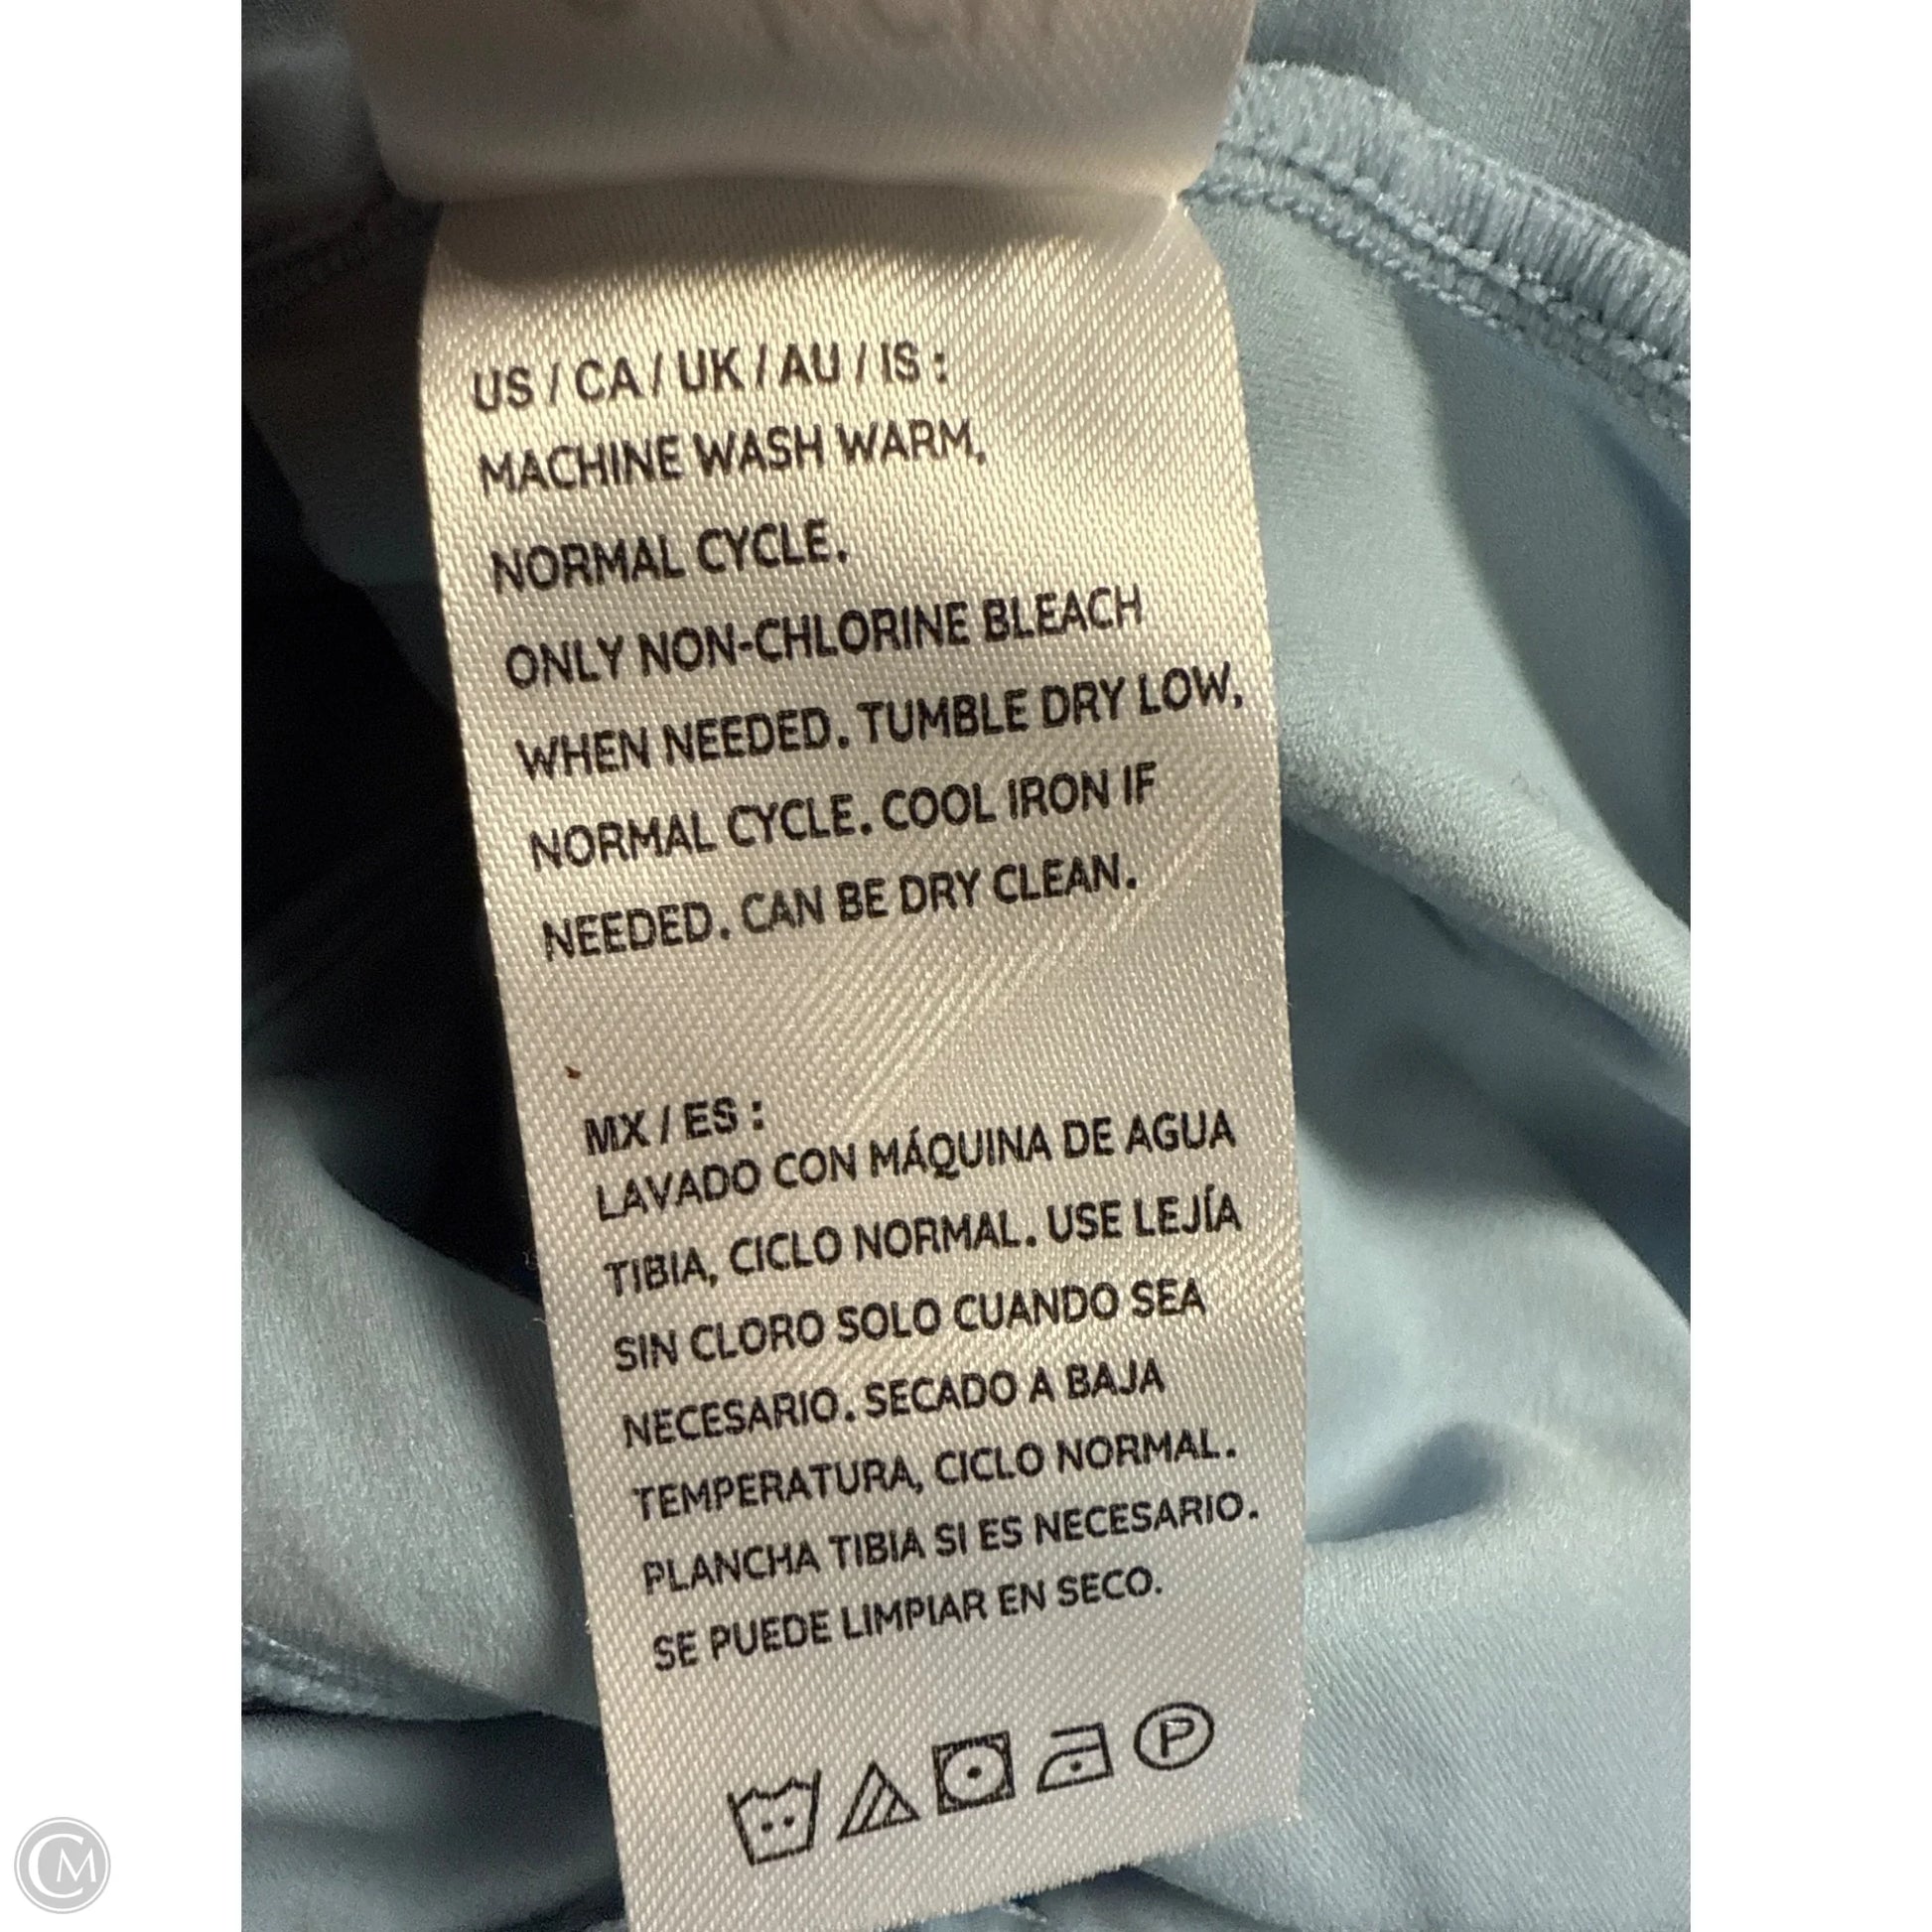 US / CA / UK / AU / IS :
MACHINE WASH WARM,
NORMAL CYCLE.
ONLY NON-CHLORINE BLEACH
WHEN NEEDED. TUMBLE DRY LOW,
NORMAL CYCLE. COOL IRON IF
NEEDED. CAN BE DRY CLEAN.
MX / ES :
LAVADO CON MÁQUINA DE AGUA
TIBIA, CICLO NORMAL. USE LEJÍA
SIN CLORO SOLO CUANDO SEA
NECESARIO. SECADO A BAJA
TEMPERATURA, CICLO NORMAL.
PLANCHA TIBIA SI ES NECESARIO.
SE PUEDE LIMPIAR EN SECO.
P
CM